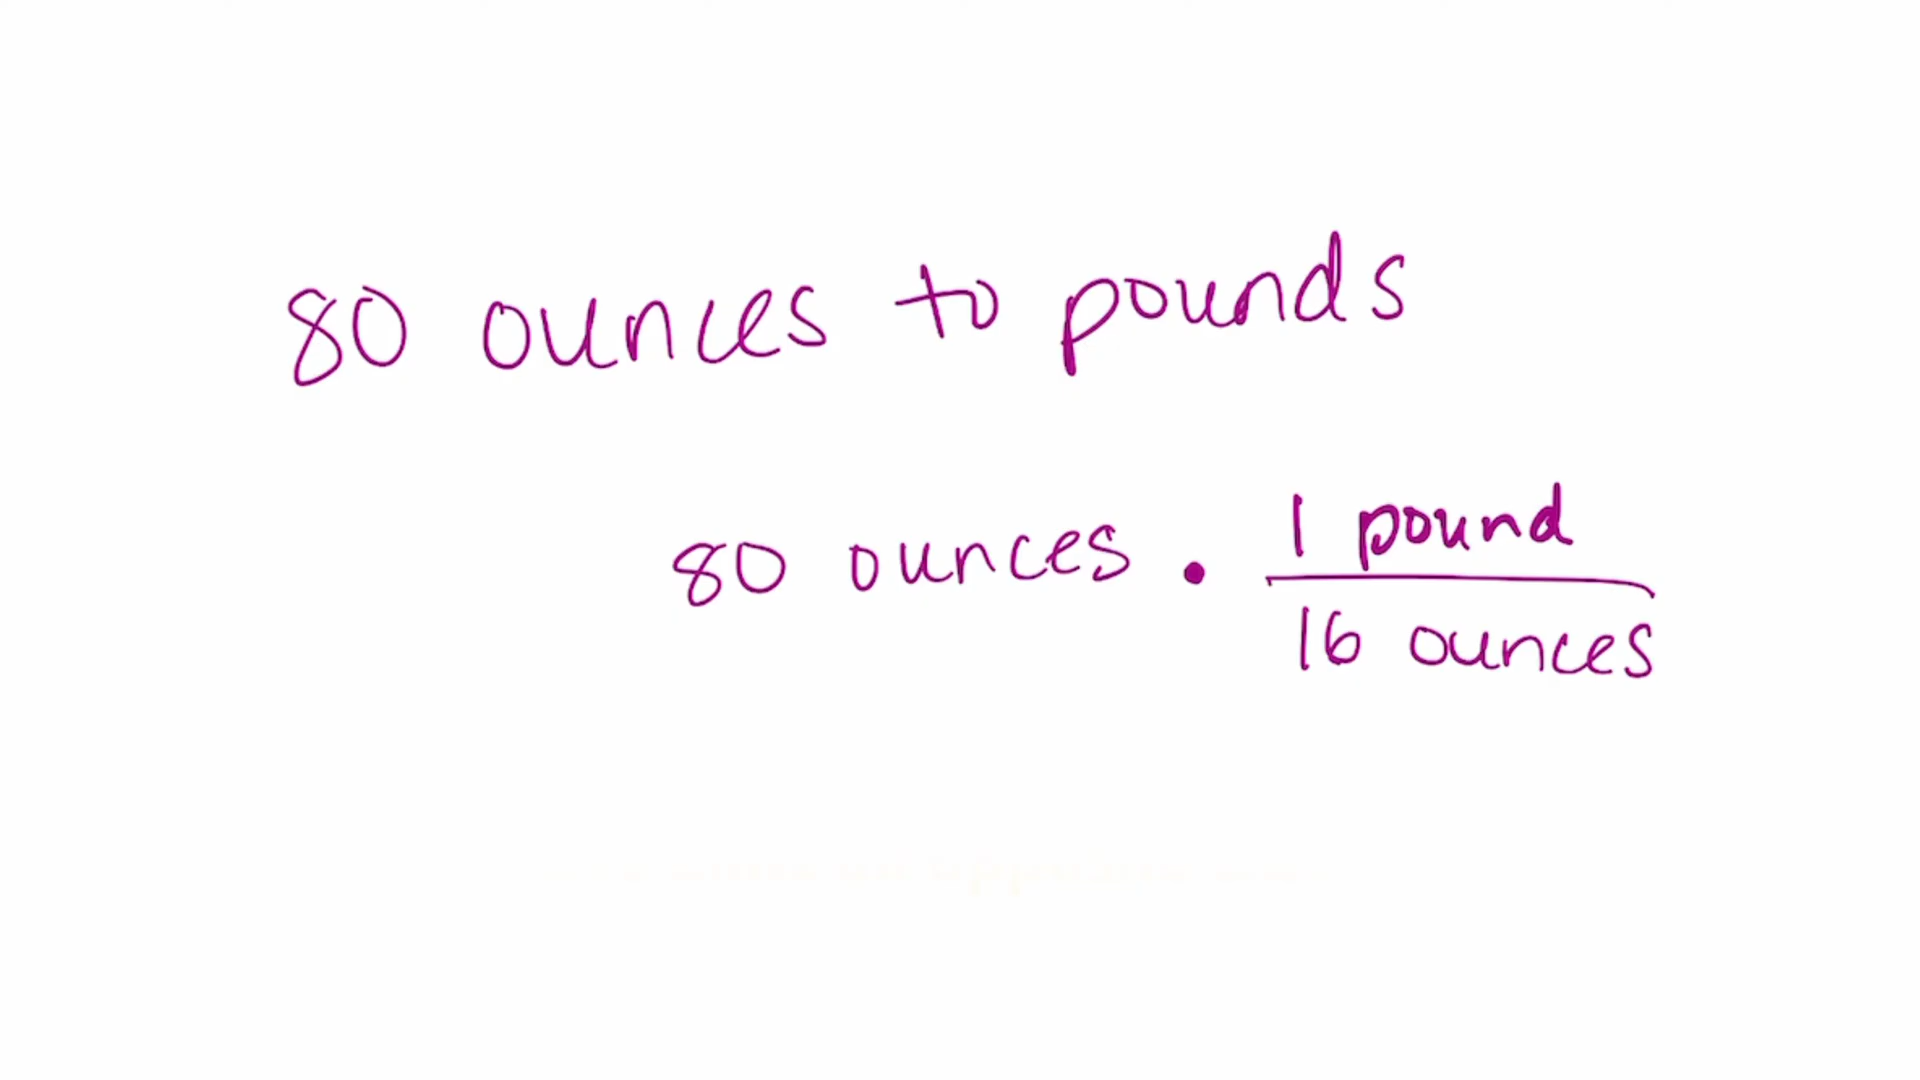 80 ounces to pounds
80 ounces • 1 pound
16 ounces